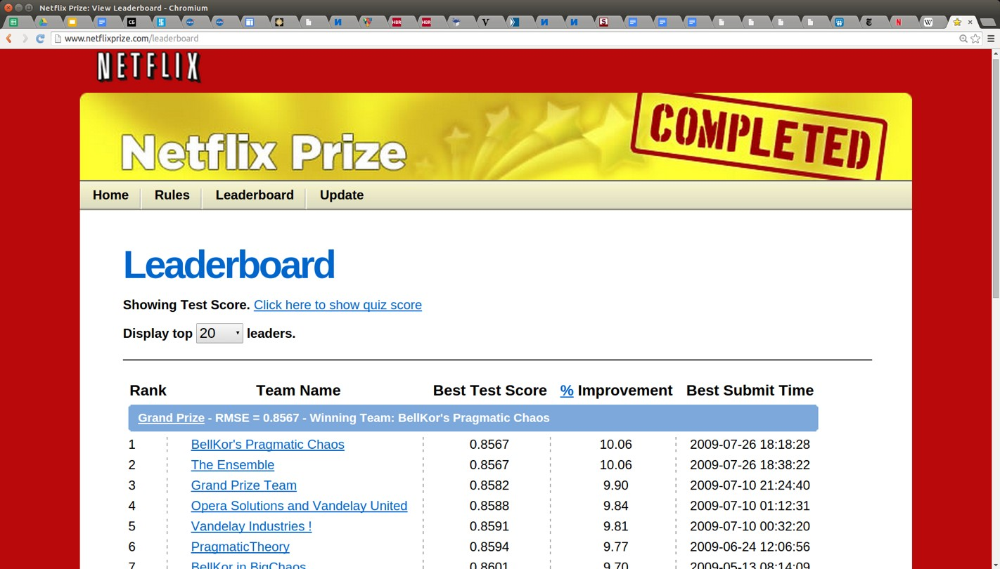 Netflix Prize: View Leaderboard - Chromium
СБ HBR HBR V S W
www.netflixprize.com/leaderboard
NETFLIX
Netflix Prize
COMPLETED
Home Rules Leaderboard Update
Leaderboard
Showing Test Score. Click here to show quiz score
Display top 20 leaders.
Rank Team Name Best Test Score % Improvement Best Submit Time
Grand Prize - RMSE = 0.8567 - Winning Team: BellKor's Pragmatic Chaos
1 BellKor's Pragmatic Chaos 0.8567 10.06 2009-07-26 18:18:28
2 The Ensemble 0.8567 10.06 2009-07-26 18:38:22
3 Grand Prize Team 0.8582 9.90 2009-07-10 21:24:40
4 Opera Solutions and Vandelay United 0.8588 9.84 2009-07-10 01:12:31
5 Vandelay Industries ! 0.8591 9.81 2009-07-10 00:32:20
6 PragmaticTheory 0.8594 9.77 2009-06-24 12:06:56
7 BellKor in BigChaos 0.8601 9.70 2009-05-13 08:14:09